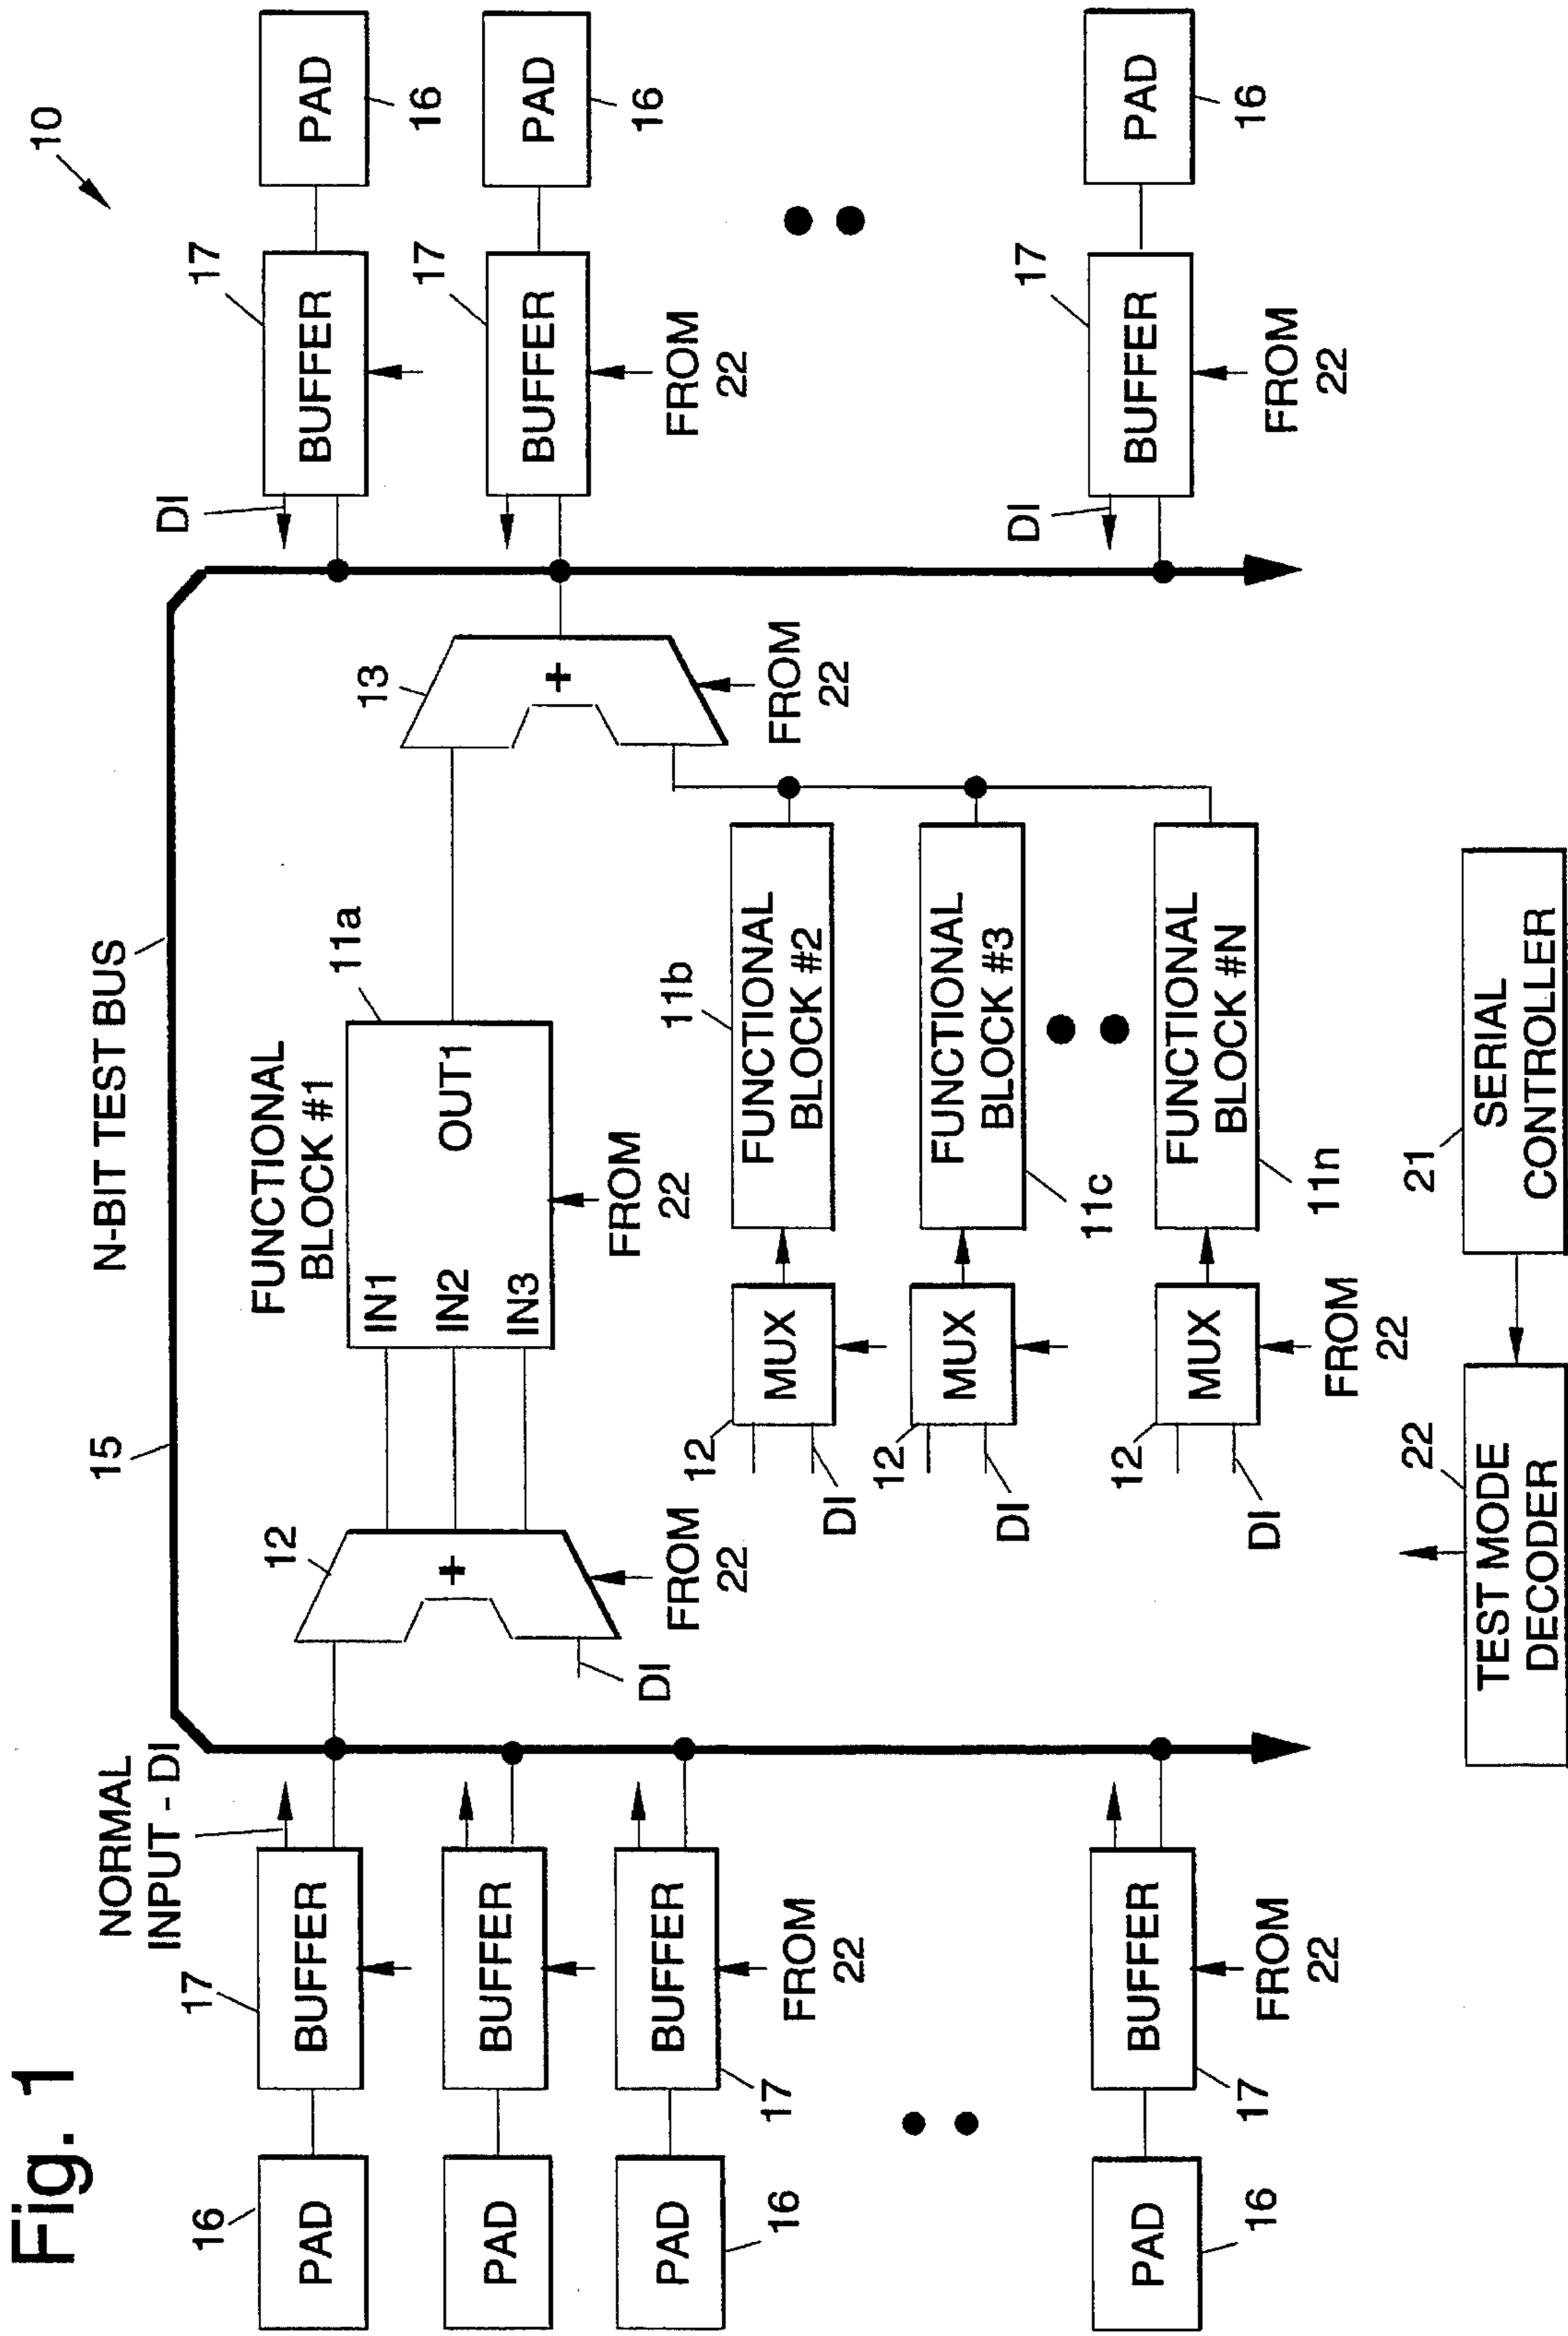 Fig. 1
10
N-BIT TEST BUS
15
NORMAL
INPUT - DI
16
PAD
17
BUFFER
PAD
BUFFER
PAD
16
BUFFER
17
FROM
22
PAD
16
BUFFER
17
FROM
22
12
+
DI
FROM
22
FUNCTIONAL
BLOCK #1
11a
IN1
IN2
IN3
OUT1
FROM
22
13
+
FROM
22
DI
17
BUFFER
PAD
16
17
BUFFER
FROM
22
PAD
16
DI
17
BUFFER
FROM
22
PAD
16
12
MUX
DI
11b
FUNCTIONAL
BLOCK #2
12
MUX
DI
FUNCTIONAL
BLOCK #3
11c
12
MUX
DI
FROM
22
FUNCTIONAL
BLOCK #N
11n
22
TEST MODE
DECODER
21
SERIAL
CONTROLLER